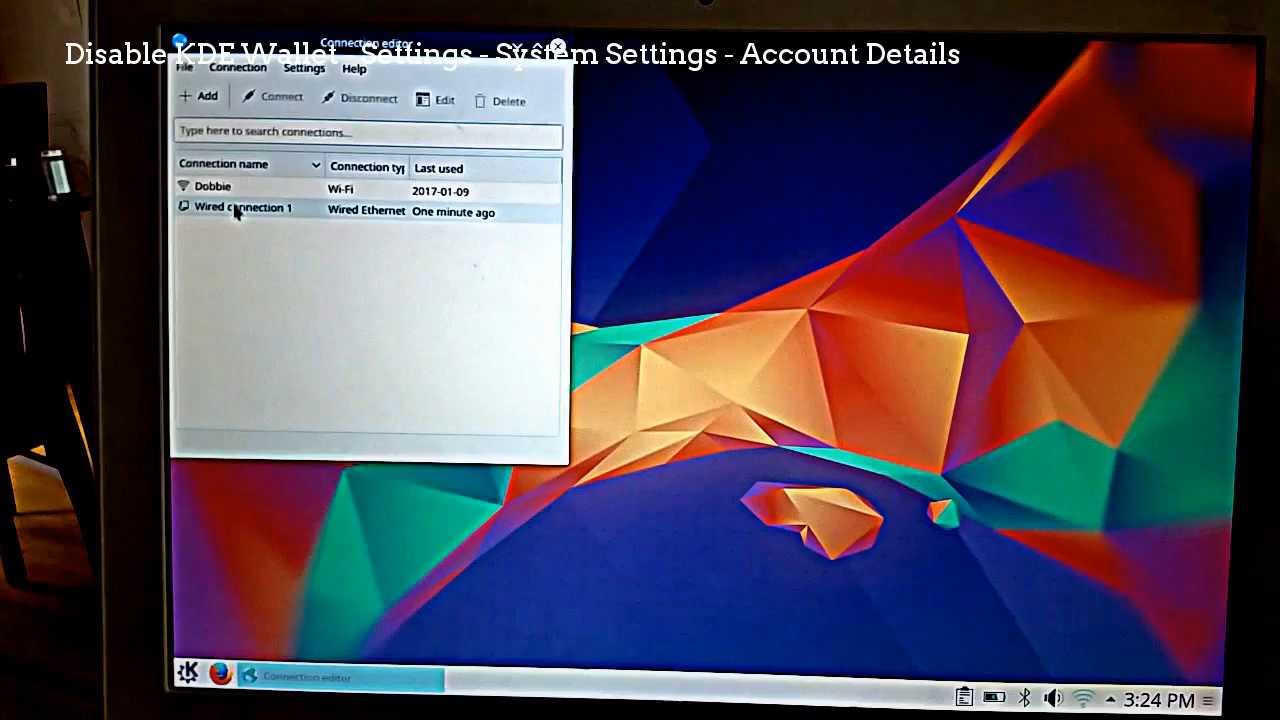 Disable KDE Wallet - Settings - System Settings - Account Details
Connection editor
File Connection Settings Help
Add Connect Disconnect Edit Delete
Type here to search connections...
Connection name Connection typ Last used
Dobbie Wi-Fi 2017-01-09
Wired connection 1 Wired Ethernet One minute ago
Connection editor
3:24 PM